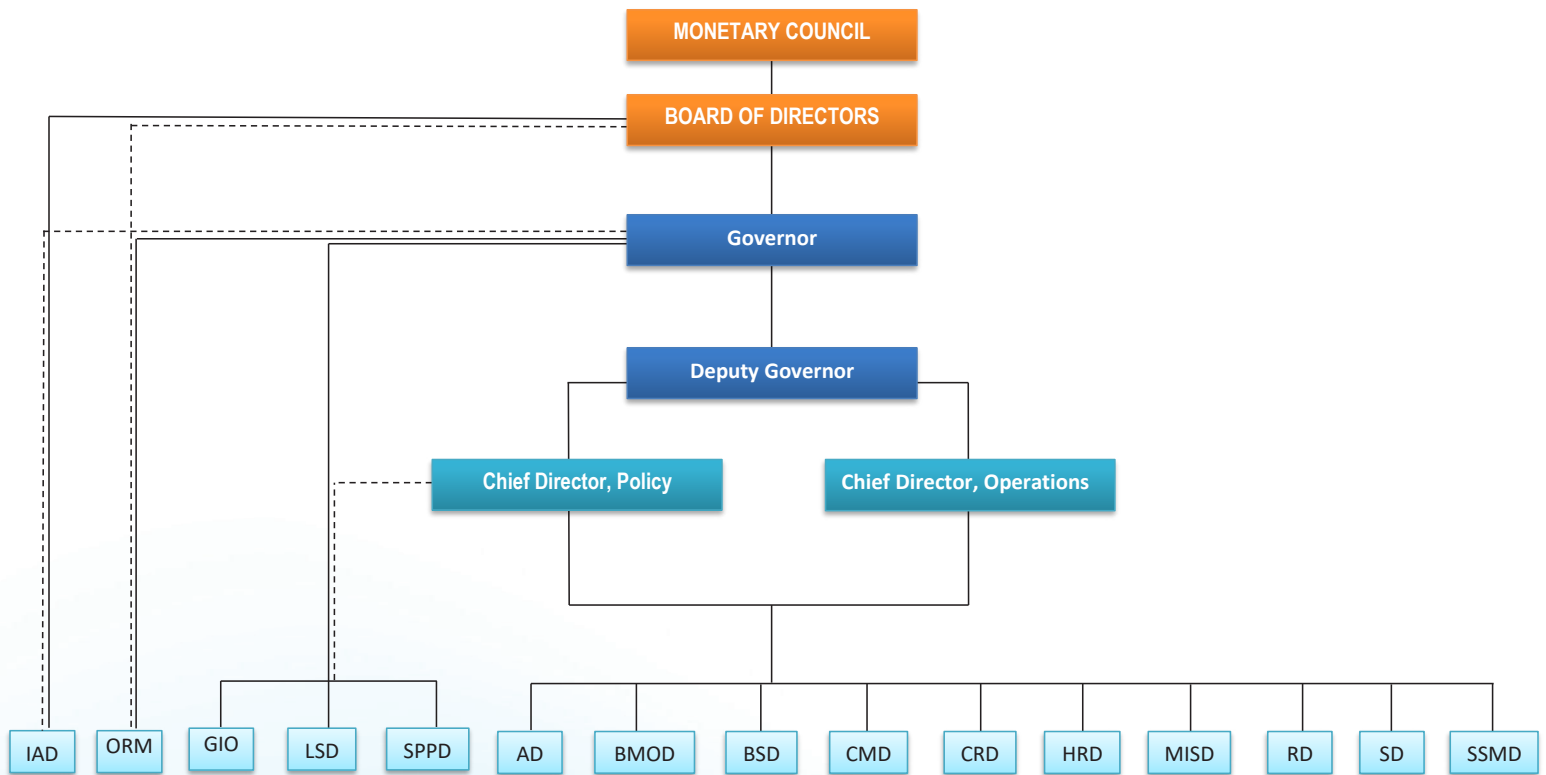 MONETARY COUNCIL
BOARD OF DIRECTORS
Governor
Deputy Governor
Chief Director, Policy
Chief Director, Operations
IAD
ORM
GIO
LSD
SPPD
AD
BMOD
BSD
CMD
CRD
HRD
MISD
RD
SD
SSMD